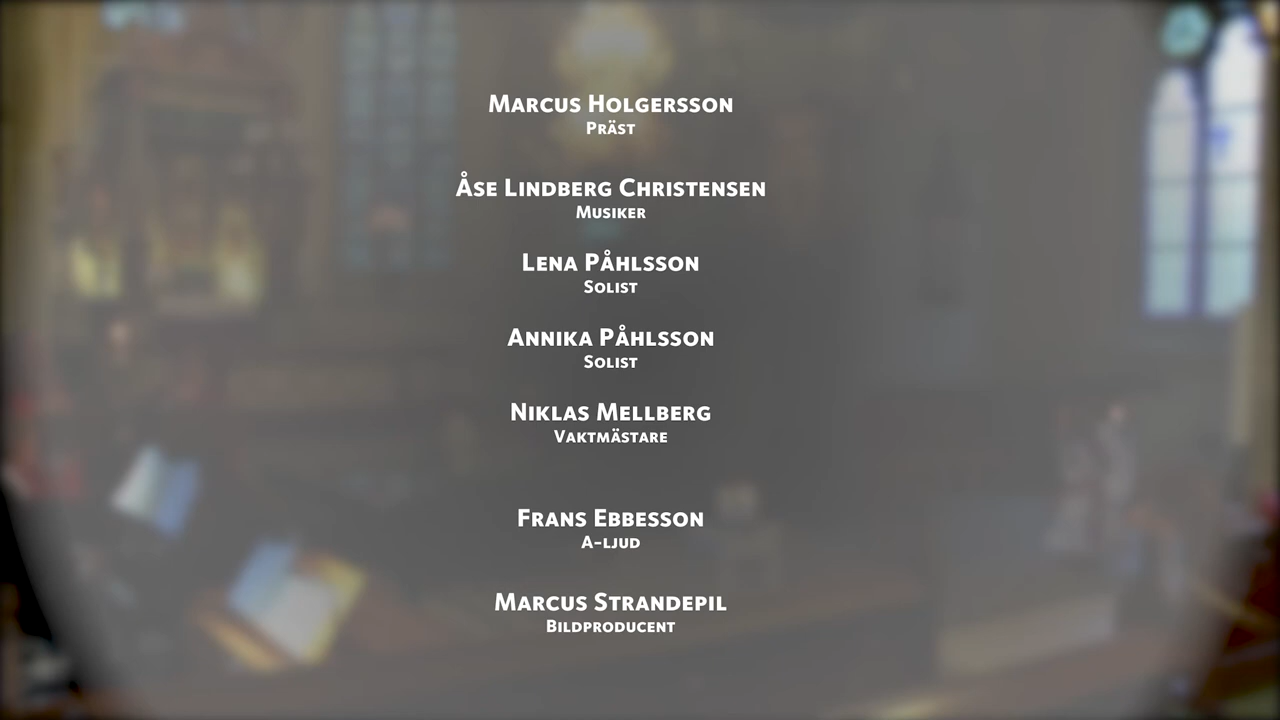 Marcus Holgersson
Präst
Åse Lindberg Christensen
Musiker
Lena Påhlsson
Solist
Annika Påhlsson
Solist
Niklas Mellberg
Vaktmästare
Frans Ebbesson
A-ljud
Marcus Strandepil
Bildproducent